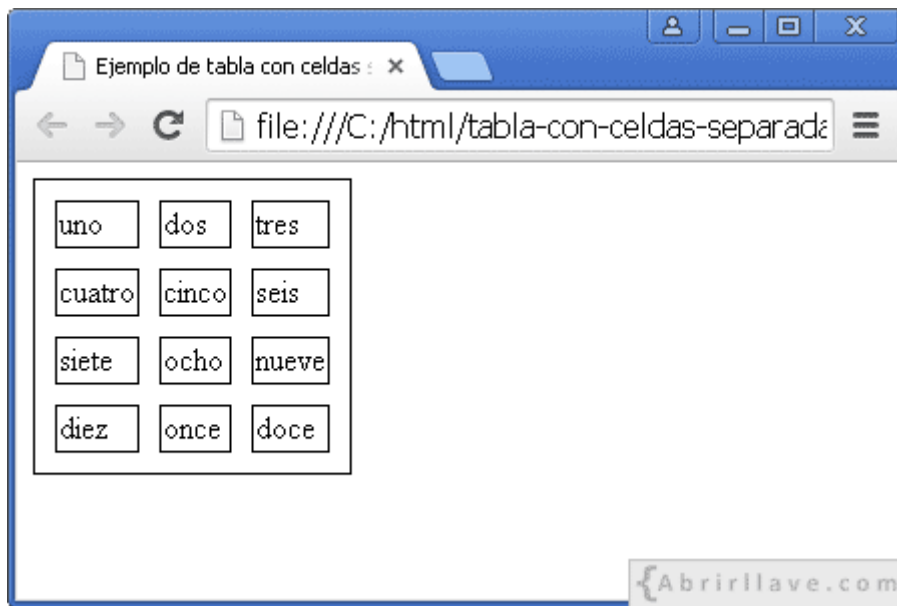 Ejemplo de tabla con celdas
file:///C:/html/tabla-con-celdas-separada
uno dos tres
cuatro cinco seis
siete ocho nueve
diez once doce
{Abrirllave.com